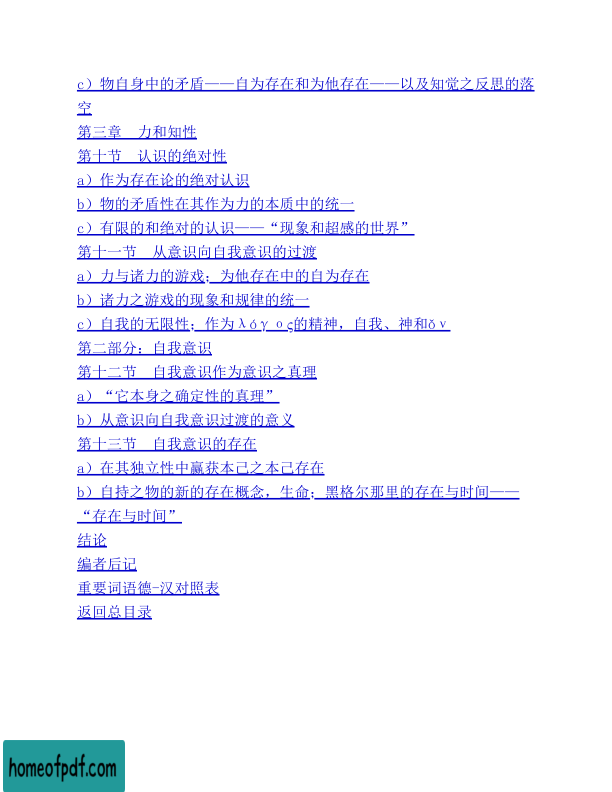 c）物自身中的矛盾——自为存在和为他存在——以及知觉之反思的落
空
第三章　力和知性
第十节　认识的绝对性
a）作为存在论的绝对认识
b）物的矛盾性在其作为力的本质中的统一
c）有限的和绝对的认识——“现象和超感的世界”
第十一节　从意识向自我意识的过渡
a）力与诸力的游戏；为他存在中的自为存在
b）诸力之游戏的现象和规律的统一
c）自我的无限性；作为λόγος的精神，自我、神和ὄν
第二部分：自我意识
第十二节　自我意识作为意识之真理
a）“它本身之确定性的真理”
b）从意识向自我意识过渡的意义
第十三节　自我意识的存在
a）在其独立性中赢获本己之本己存在
b）自持之物的新的存在概念，生命；黑格尔那里的存在与时间——
“存在与时间”
结论
编者后记
重要词语德-汉对照表
返回总目录
homeofpdf.com